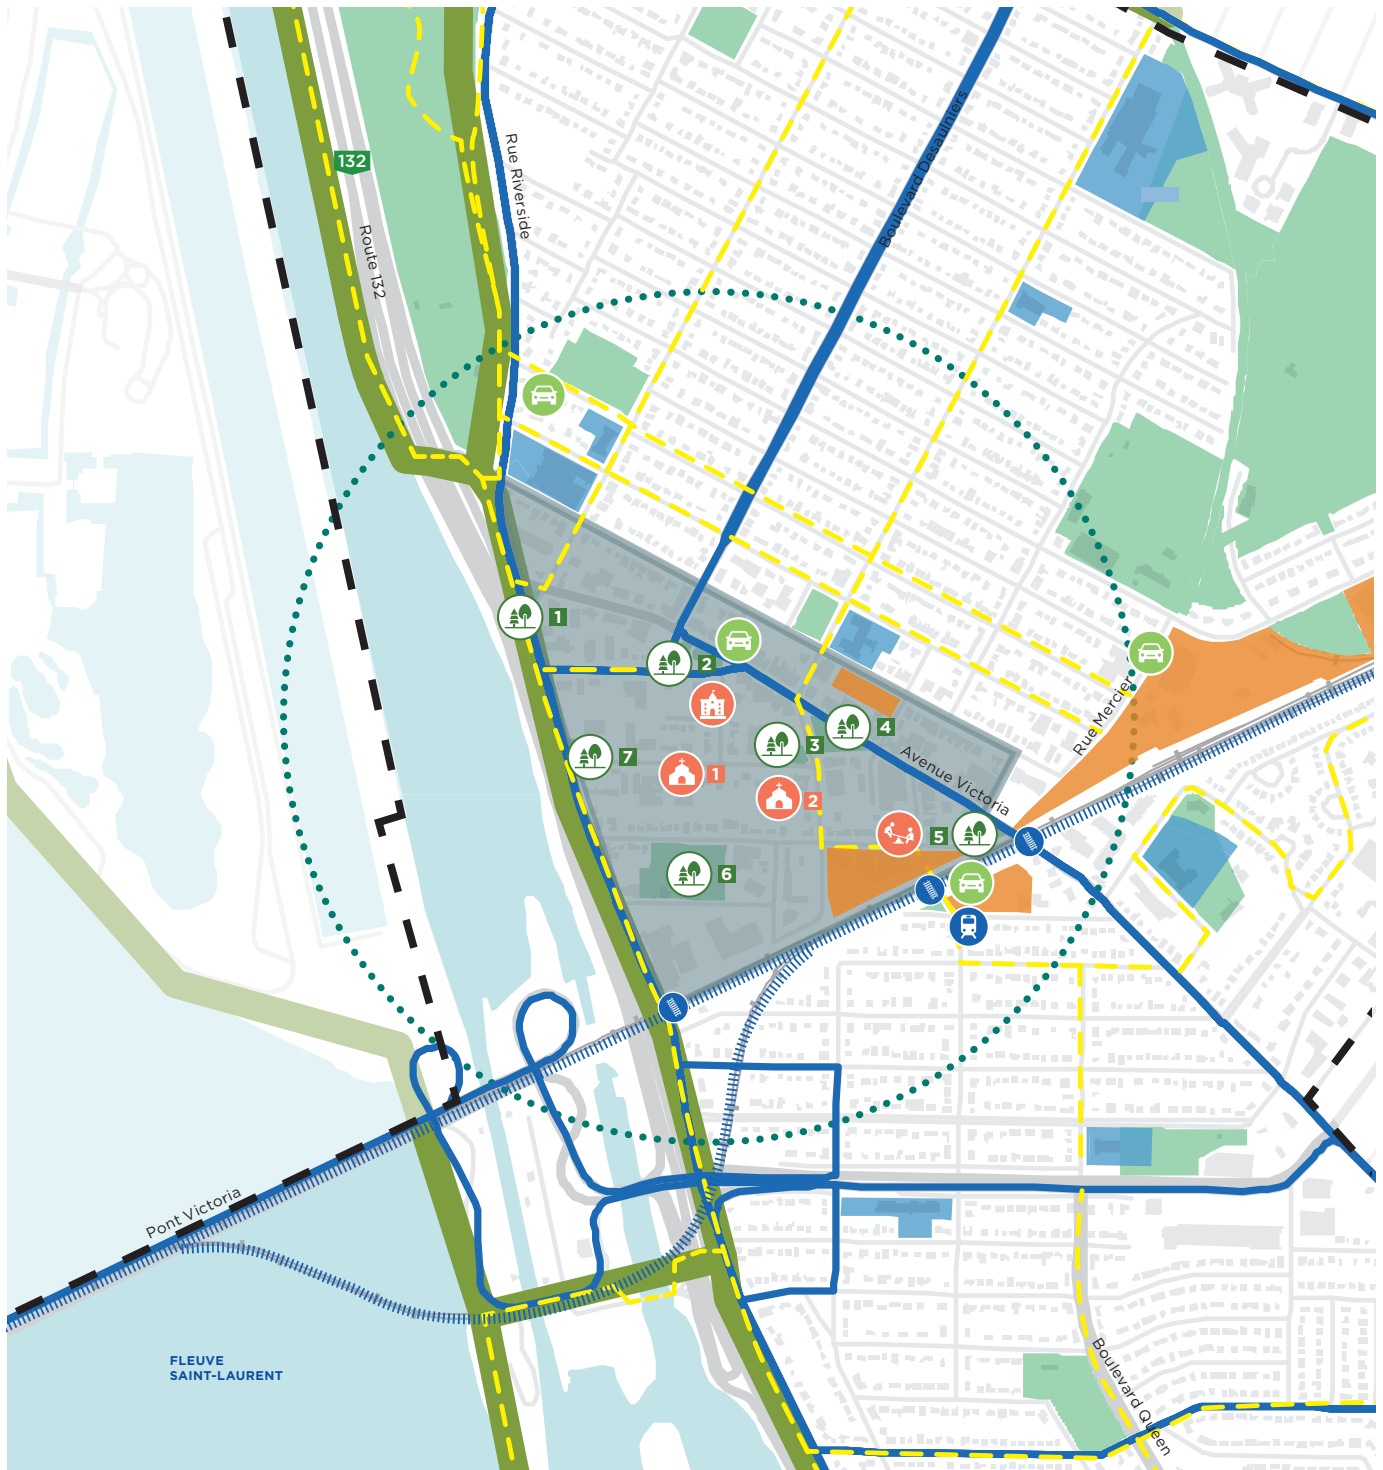 132
Rue Riverside
Boulevard Desaulniers
Route 132
1
2
3
4
Avenue Victoria
Rue Mercier
7
1
2
5
6
Pont Victoria
FLEUVE
SAINT-LAURENT
Boulevard Queen